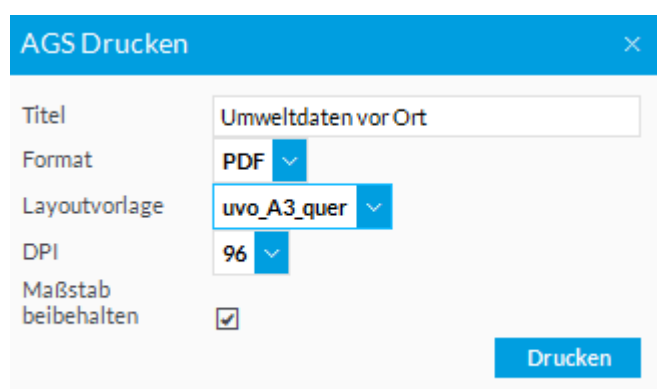 AGS Drucken
Titel Umweltdaten vor Ort
Format PDF
Layoutvorlage uvo_A3_quer
DPI 96
Maßstab
beibehalten
Drucken